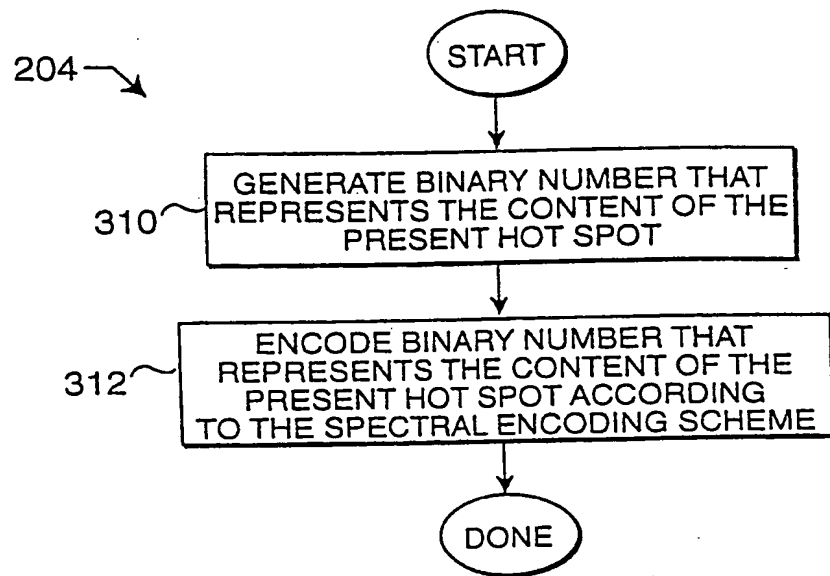 START
204
GENERATE BINARY NUMBER THAT
REPRESENTS THE CONTENT OF THE
PRESENT HOT SPOT
310
ENCODE BINARY NUMBER THAT
REPRESENTS THE CONTENT OF THE
PRESENT HOT SPOT ACCORDING
TO THE SPECTRAL ENCODING SCHEME
312
DONE